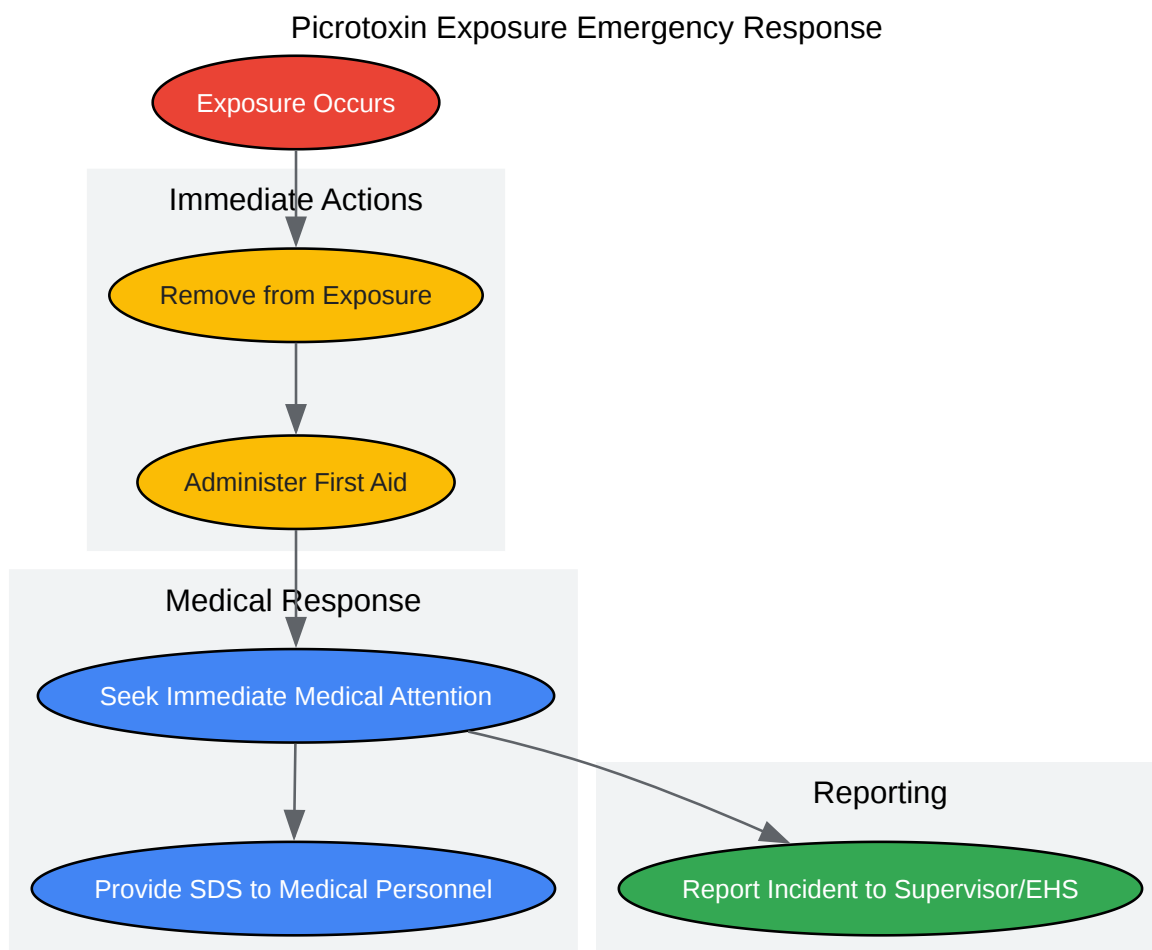 Picrotoxin Exposure Emergency Response
Exposure Occurs
Immediate Actions
Remove from Exposure
Administer First Aid
Medical Response
Seek Immediate Medical Attention
Reporting
Provide SDS to Medical Personnel
Report Incident to Supervisor/EHS